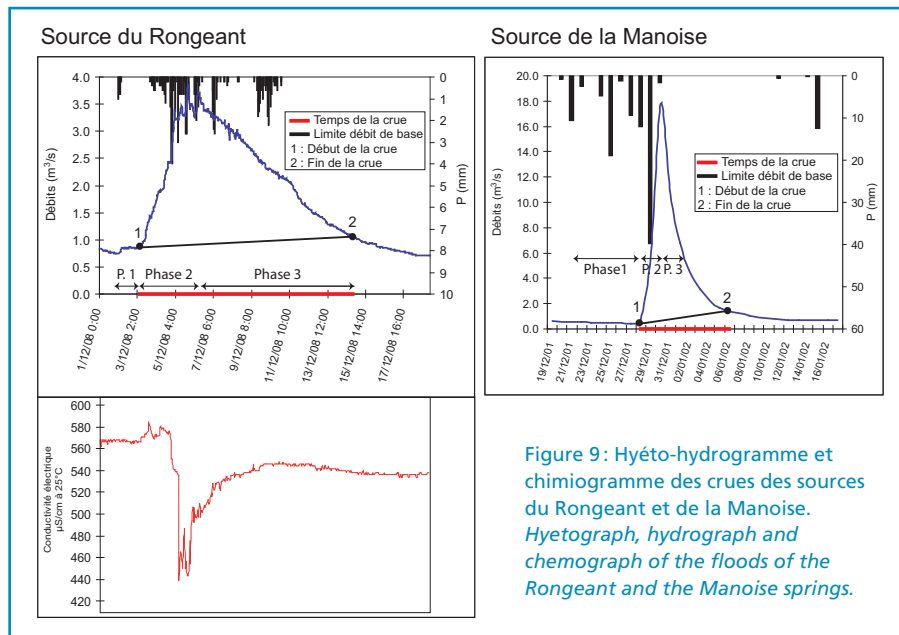 Source du Rongeant
Source de la Manoise
4.0
3.5
3.0
2.5
2.0
1.5
1.0
0.5
0.0
Débits (m³/s)
0
1
2
3
4
5
6
7
8
9
10
P (mm)
Temps de la crue
Limite débit de base
1 : Début de la crue
2 : Fin de la crue
1
2
P. 1
Phase 2
Phase 3
1/12/08 0:00
3/12/08 2:00
5/12/08 4:00
7/12/08 6:00
9/12/08 8:00
11/12/08 10:00
13/12/08 12:00
15/12/08 14:00
17/12/08 16:00
20.0
18.0
16.0
14.0
12.0
10.0
8.0
6.0
4.0
2.0
0.0
Débits (m³/s)
0
10
20
30
40
50
60
P (mm)
Temps de la crue
Limite débit de base
1 : Début de la crue
2 : Fin de la crue
Phase1
P. 2
P. 3
1
2
19/12/01
21/12/01
23/12/01
25/12/01
27/12/01
29/12/01
31/12/01
02/01/02
04/01/02
06/01/02
08/01/02
10/01/02
12/01/02
14/01/02
16/01/02
600
580
560
540
520
500
480
460
440
420
Conductivité électrique
µS/cm à 25°C
Figure 9 : Hyéto-hydrogramme et
chimiogramme des crues des sources
du Rongeant et de la Manoise.
Hyetograph, hydrograph and
chemograph of the floods of the
Rongeant and the Manoise springs.